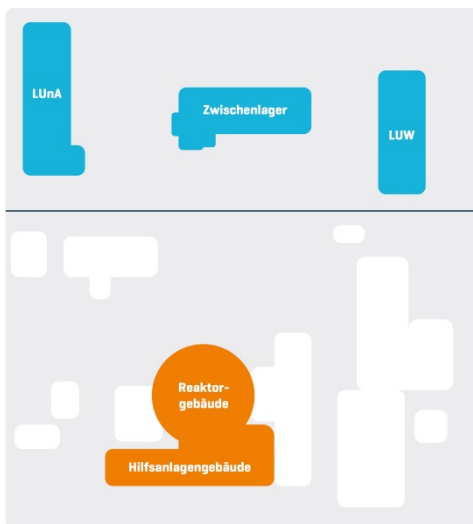 LUnA
Zwischenlager
LUW
Reaktor-
gebäude
Hilfsanlagengebäude